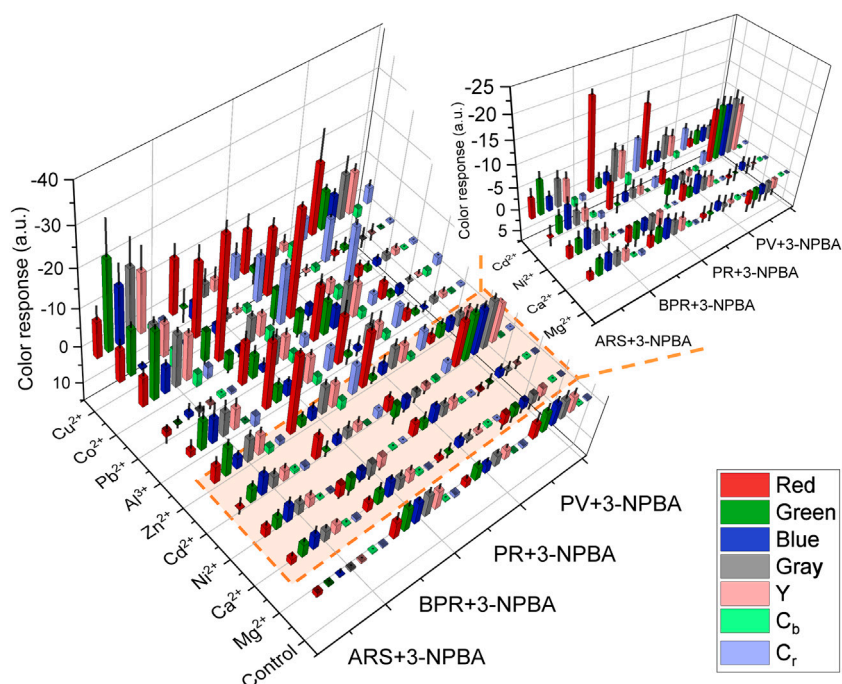 Color response (a.u.)
-40
-30
-20
-10
0
10
Cu²⁺
Co²⁺
Pb²⁺
Al³⁺
Zn²⁺
Cd²⁺
Ni²⁺
Ca²⁺
Mg²⁺
Control
ARS+3-NPBA
BPR+3-NPBA
PR+3-NPBA
PV+3-NPBA
Color response (a.u.)
-25
-20
-15
-10
-5
0
5
Cd²⁺
Ni²⁺
Ca²⁺
Mg²⁺
ARS+3-NPBA
BPR+3-NPBA
PR+3-NPBA
PV+3-NPBA
Red
Green
Blue
Gray
Y
C_b
C_r